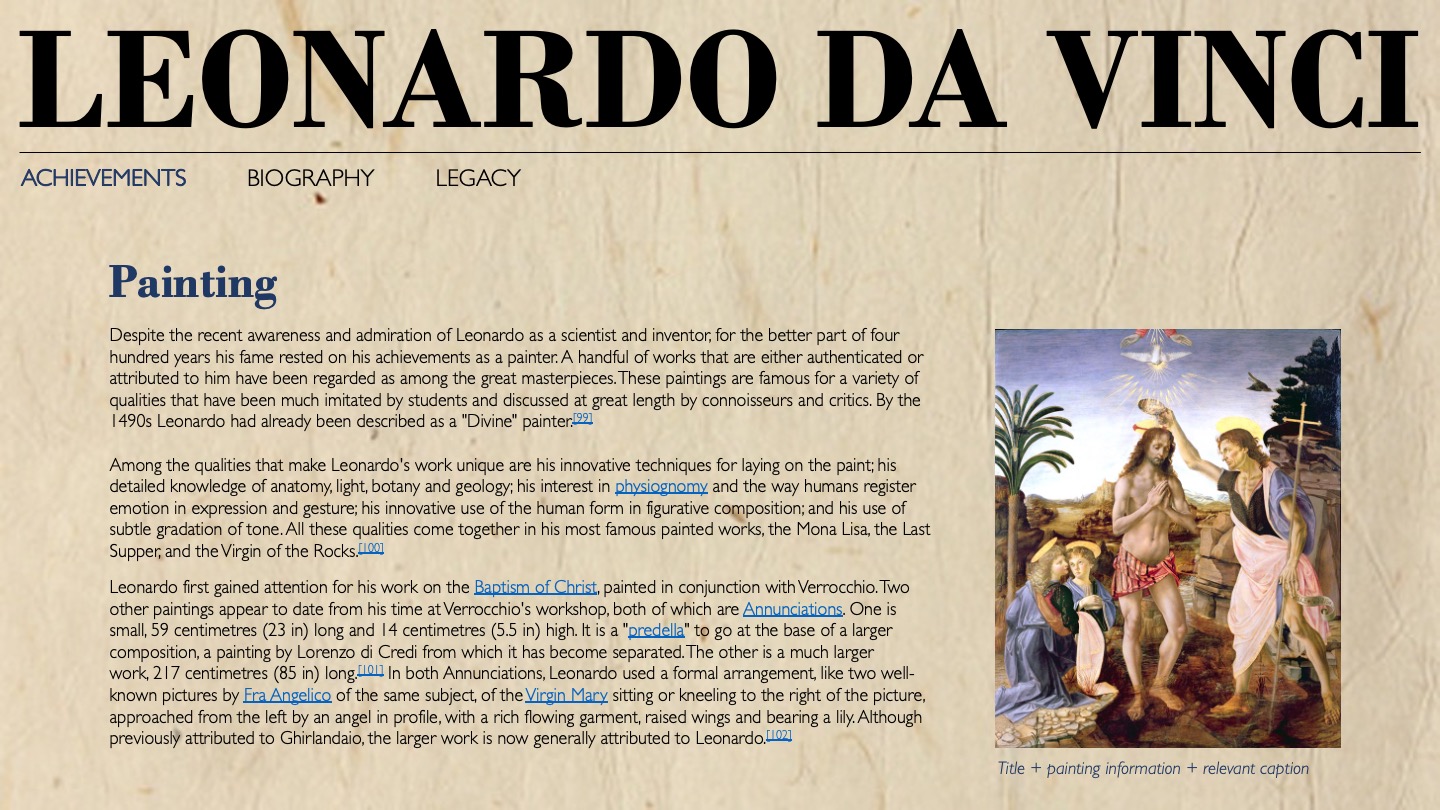 LEONARDO DA VINCI
ACHIEVEMENTS BIOGRAPHY LEGACY
Painting
Despite the recent awareness and admiration of Leonardo as a scientist and inventor, for the better part of four
hundred years his fame rested on his achievements as a painter. A handful of works that are either authenticated or
attributed to him have been regarded as among the great masterpieces. These paintings are famous for a variety of
qualities that have been much imitated by students and discussed at great length by connoisseurs and critics. By the
1490s Leonardo had already been described as a "Divine" painter.[99]
Among the qualities that make Leonardo's work unique are his innovative techniques for laying on the paint; his
detailed knowledge of anatomy, light, botany and geology; his interest in physiognomy and the way humans register
emotion in expression and gesture; his innovative use of the human form in figurative composition; and his use of
subtle gradation of tone. All these qualities come together in his most famous painted works, the Mona Lisa, the Last
Supper, and the Virgin of the Rocks.[100]
Leonardo first gained attention for his work on the Baptism of Christ, painted in conjunction with Verrocchio. Two
other paintings appear to date from his time at Verrocchio's workshop, both of which are Annunciations. One is
small, 59 centimetres (23 in) long and 14 centimetres (5.5 in) high. It is a "predella" to go at the base of a larger
composition, a painting by Lorenzo di Credi from which it has become separated. The other is a much larger
work, 217 centimetres (85 in) long.[101] In both Annunciations, Leonardo used a formal arrangement, like two well-
known pictures by Fra Angelico of the same subject, of the Virgin Mary sitting or kneeling to the right of the picture,
approached from the left by an angel in profile, with a rich flowing garment, raised wings and bearing a lily. Although
previously attributed to Ghirlandaio, the larger work is now generally attributed to Leonardo.[102]
Title + painting information + relevant caption